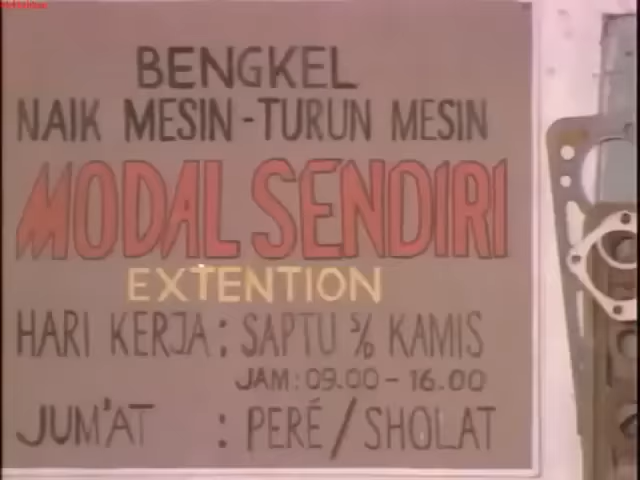 BENGKEL
NAIK MESIN - TURUN MESIN
MODAL SENDIRI
EXTENTION
HARI KERJA : SAPTU S/D KAMIS
JAM : 09.00 - 16.00
JUM'AT : PERÉ / SHOLAT